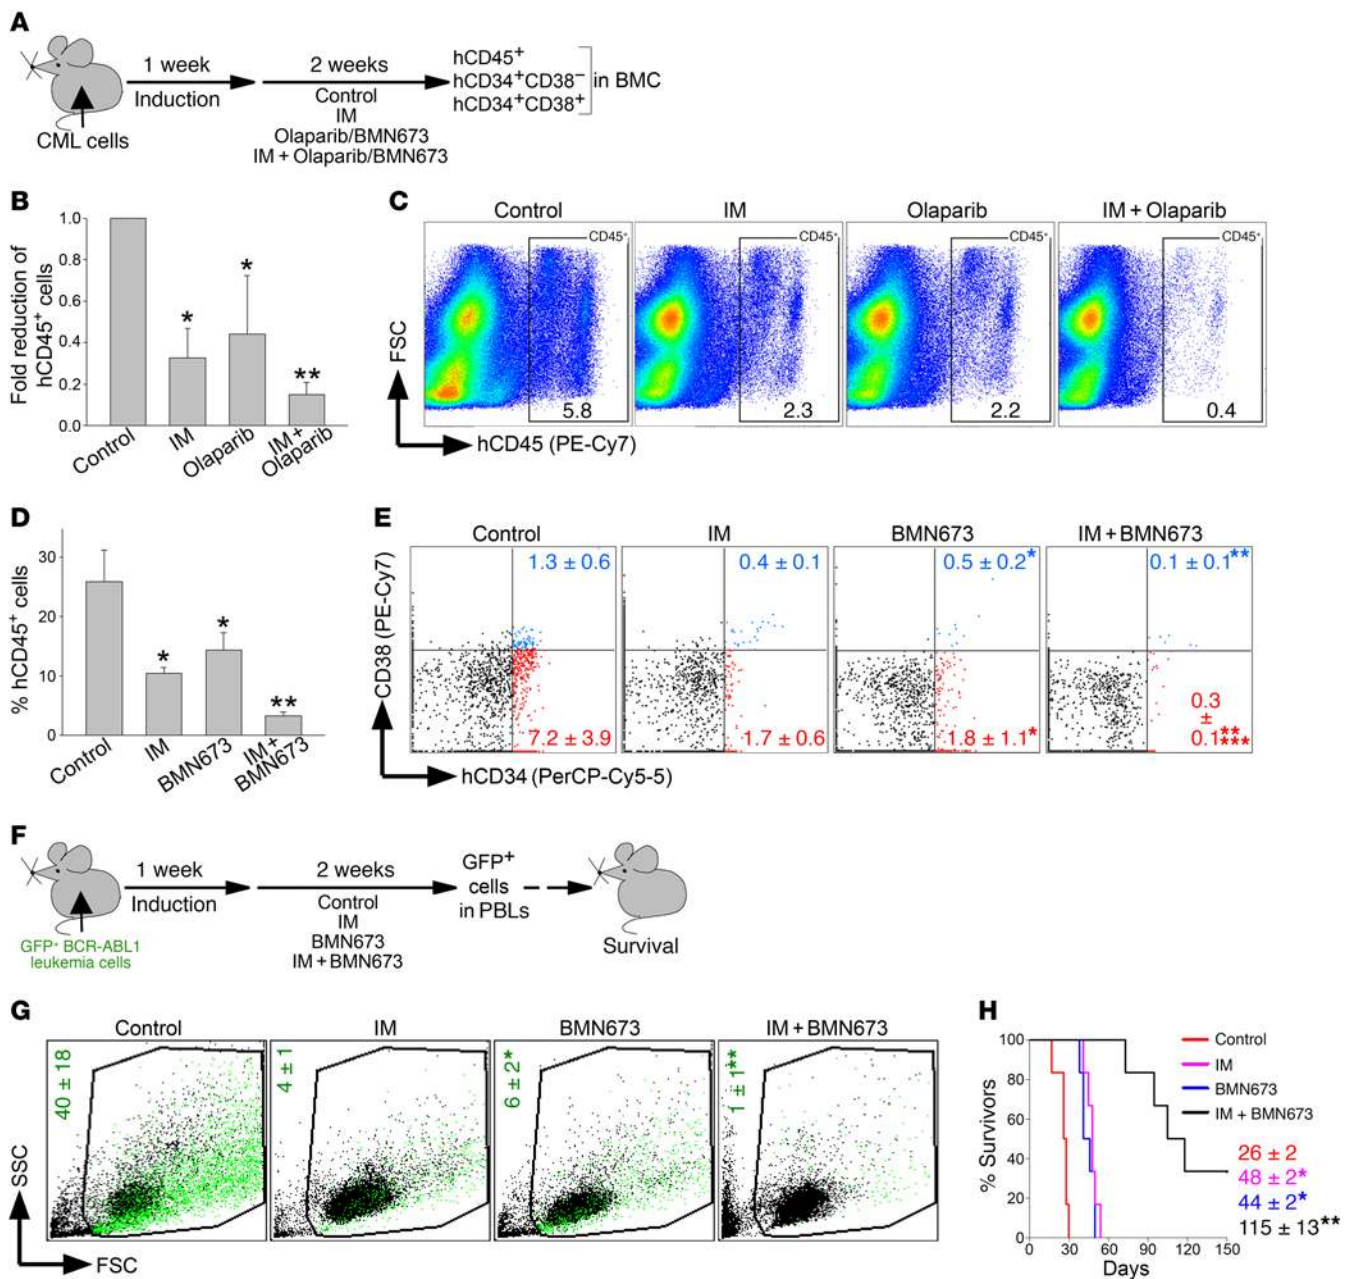 A
1 week
Induction
CML cells
2 weeks
Control
IM
Olaparib/BMN673
IM + Olaparib/BMN673
hCD45+
hCD34+CD38−
hCD34+CD38+
in BMC
B
Fold reduction of
hCD45+ cells
1.0
0.8
0.6
0.4
0.2
0.0
*
*
**
Control
IM
Olaparib
IM+
Olaparib
C
Control
IM
Olaparib
IM + Olaparib
CD45+
CD45+
CD45+
CD45+
5.8
2.3
2.2
0.4
FSC
hCD45 (PE-Cy7)
D
% hCD45+ cells
30
20
10
0
*
*
**
Control
IM
BMN673
IM+
BMN673
E
Control
IM
BMN673
IM + BMN673
1.3 ± 0.6
0.4 ± 0.1
0.5 ± 0.2*
0.1 ± 0.1**
7.2 ± 3.9
1.7 ± 0.6
1.8 ± 1.1*
0.3
±
0.1**
***
CD38 (PE-Cy7)
hCD34 (PerCP-Cy5-5)
F
1 week
Induction
GFP+ BCR-ABL1
leukemia cells
2 weeks
Control
IM
BMN673
IM + BMN673
GFP+
cells
in PBLs
Survival
G
Control
IM
BMN673
IM + BMN673
40 ± 18
4 ± 1
6 ± 2*
1 ± 1**
SSC
FSC
H
% Survivors
100
80
60
40
20
0
0 30 60 90 120 150
Days
Control
IM
BMN673
IM + BMN673
26 ± 2
48 ± 2*
44 ± 2*
115 ± 13**